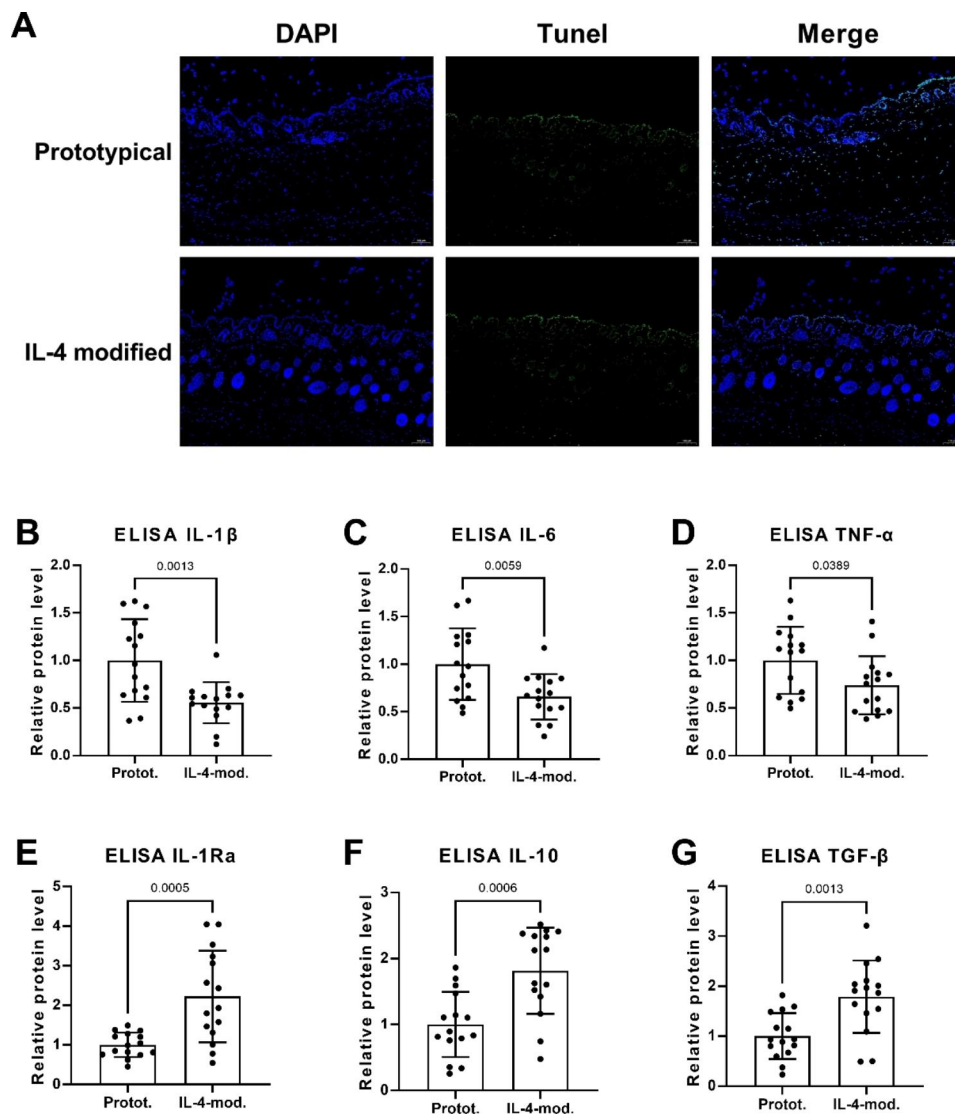 A
DAPI Tunel Merge
Prototypical
IL-4 modified
B
ELISA IL-1β
0.0013
Relative protein level
2.0
1.5
1.0
0.5
0.0
Protot. IL-4-mod.
C
ELISA IL-6
0.0059
Relative protein level
2.0
1.5
1.0
0.5
0.0
Protot. IL-4-mod.
D
ELISA TNF-α
0.0389
Relative protein level
2.0
1.5
1.0
0.5
0.0
Protot. IL-4-mod.
E
ELISA IL-1Ra
0.0005
Relative protein level
5
4
3
2
1
0
Protot. IL-4-mod.
F
ELISA IL-10
0.0006
Relative protein level
3
2
1
0
Protot. IL-4-mod.
G
ELISA TGF-β
0.0013
Relative protein level
4
3
2
1
0
Protot. IL-4-mod.